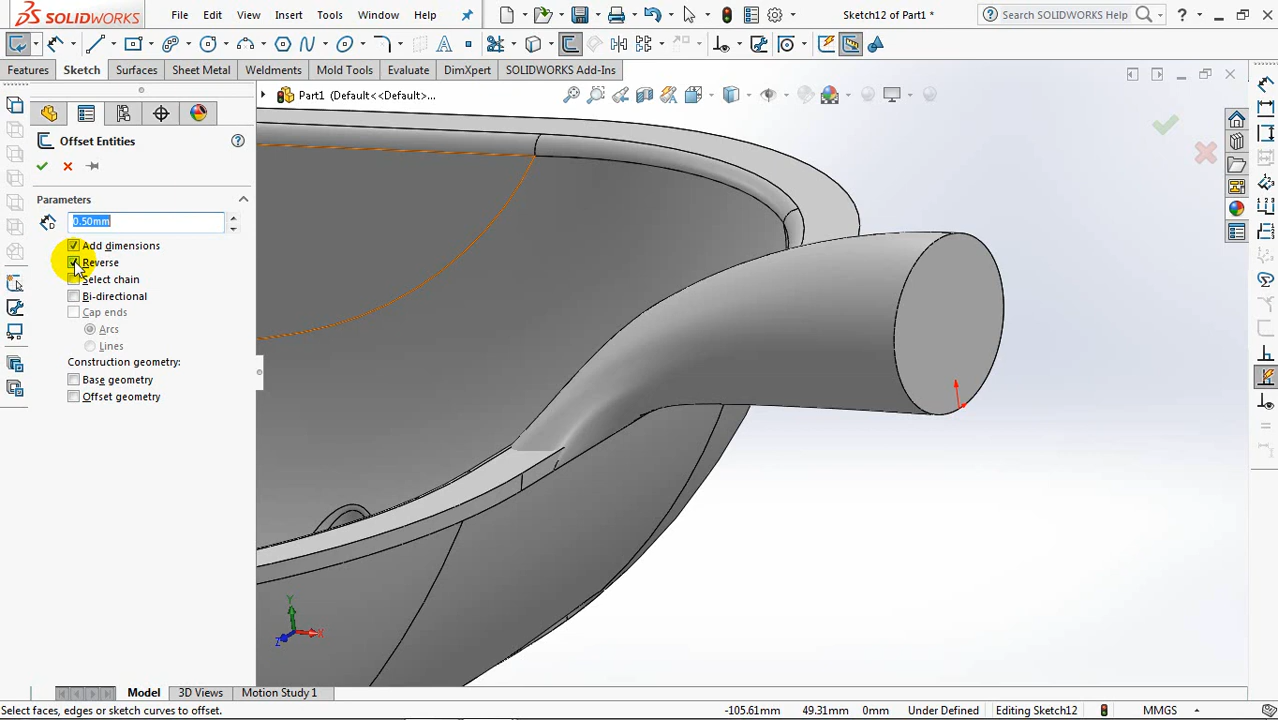 SOLIDWORKS File Edit View Insert Tools Window Help Sketch12 of Part1 * Search SOLIDWORKS Help ?
Features Sketch Surfaces Sheet Metal Weldments Mold Tools Evaluate DimXpert SOLIDWORKS Add-Ins
Part1 (Default<<Default>...
Offset Entities
Parameters
0.50mm
Add dimensions
Reverse
Select chain
Bi-directional
Cap ends
Arcs
Lines
Construction geometry:
Base geometry
Offset geometry
Y
Z X
Model 3D Views Motion Study 1
Select faces, edges or sketch curves to offset. -105.61mm 49.31mm 0mm Under Defined Editing Sketch12 MMGS